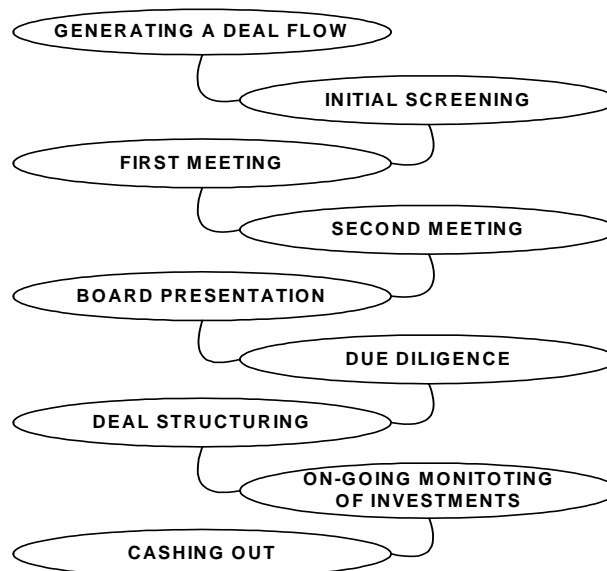 GENERATING A DEAL FLOW
INITIAL SCREENING
FIRST MEETING
SECOND MEETING
BOARD PRESENTATION
DUE DILIGENCE
DEAL STRUCTURING
ON-GOING MONITOTING
OF INVESTMENTS
CASHING OUT